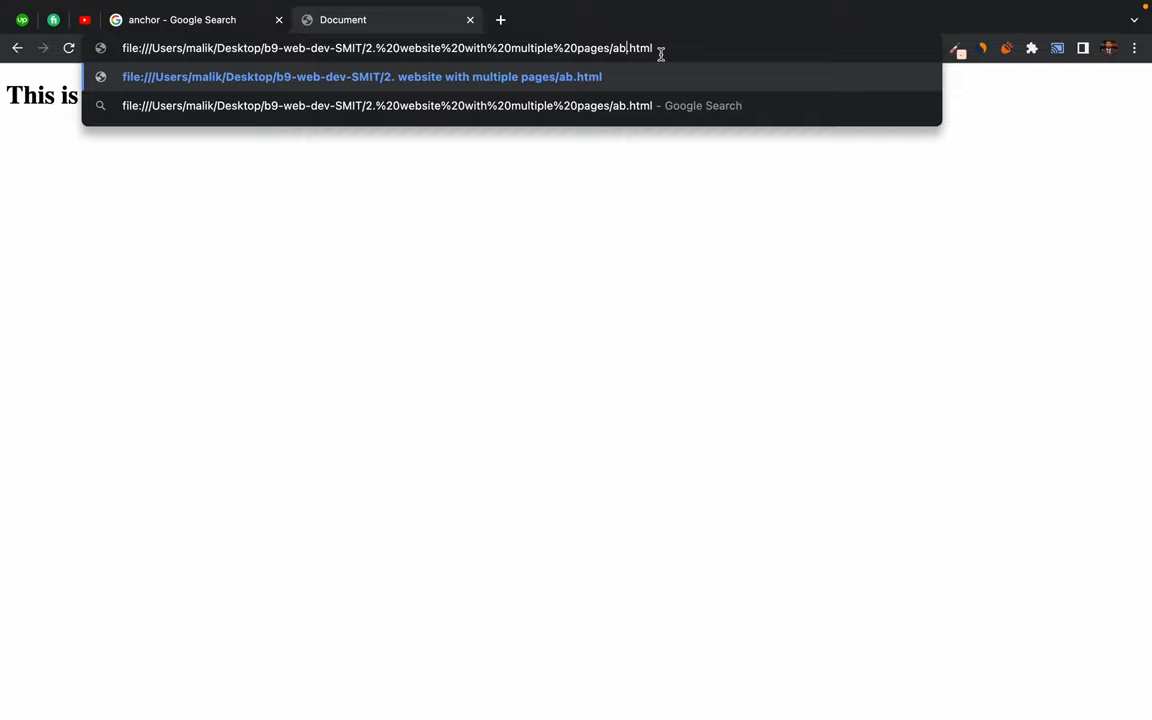 up fi anchor - Google Search Document
file:///Users/malik/Desktop/b9-web-dev-SMIT/2.%20website%20with%20multiple%20pages/ab.html
file:///Users/malik/Desktop/b9-web-dev-SMIT/2. website with multiple pages/ab.html
This is
file:///Users/malik/Desktop/b9-web-dev-SMIT/2.%20website%20with%20multiple%20pages/ab.html - Google Search